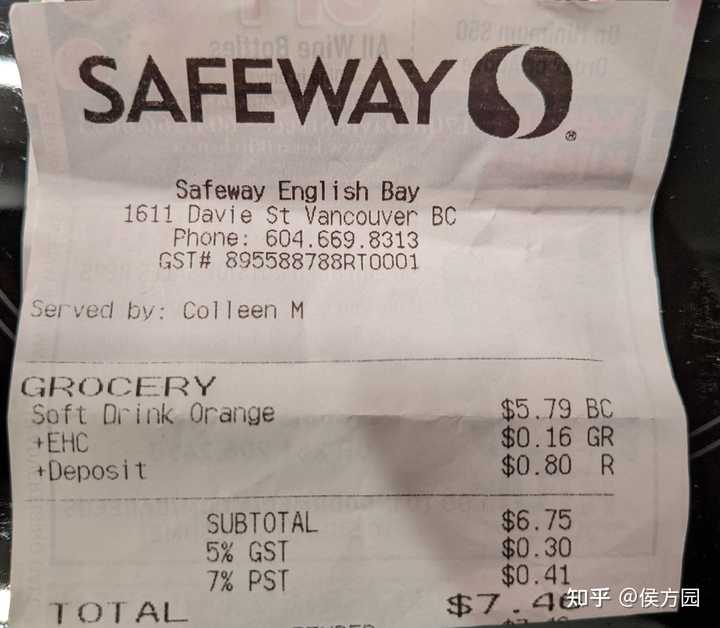 SAFEWAY ®
Safeway English Bay
1611 Davie St Vancouver BC
Phone: 604.669.8313
GST# 895588788RT0001
Served by: Colleen M
GROCERY
Soft Drink Orange $5.79 BC
+EHC $0.16 GR
+Deposit $0.80 R
SUBTOTAL $6.75
5% GST $0.30
7% PST $0.41
TOTAL $7.46
知乎 @侯方园